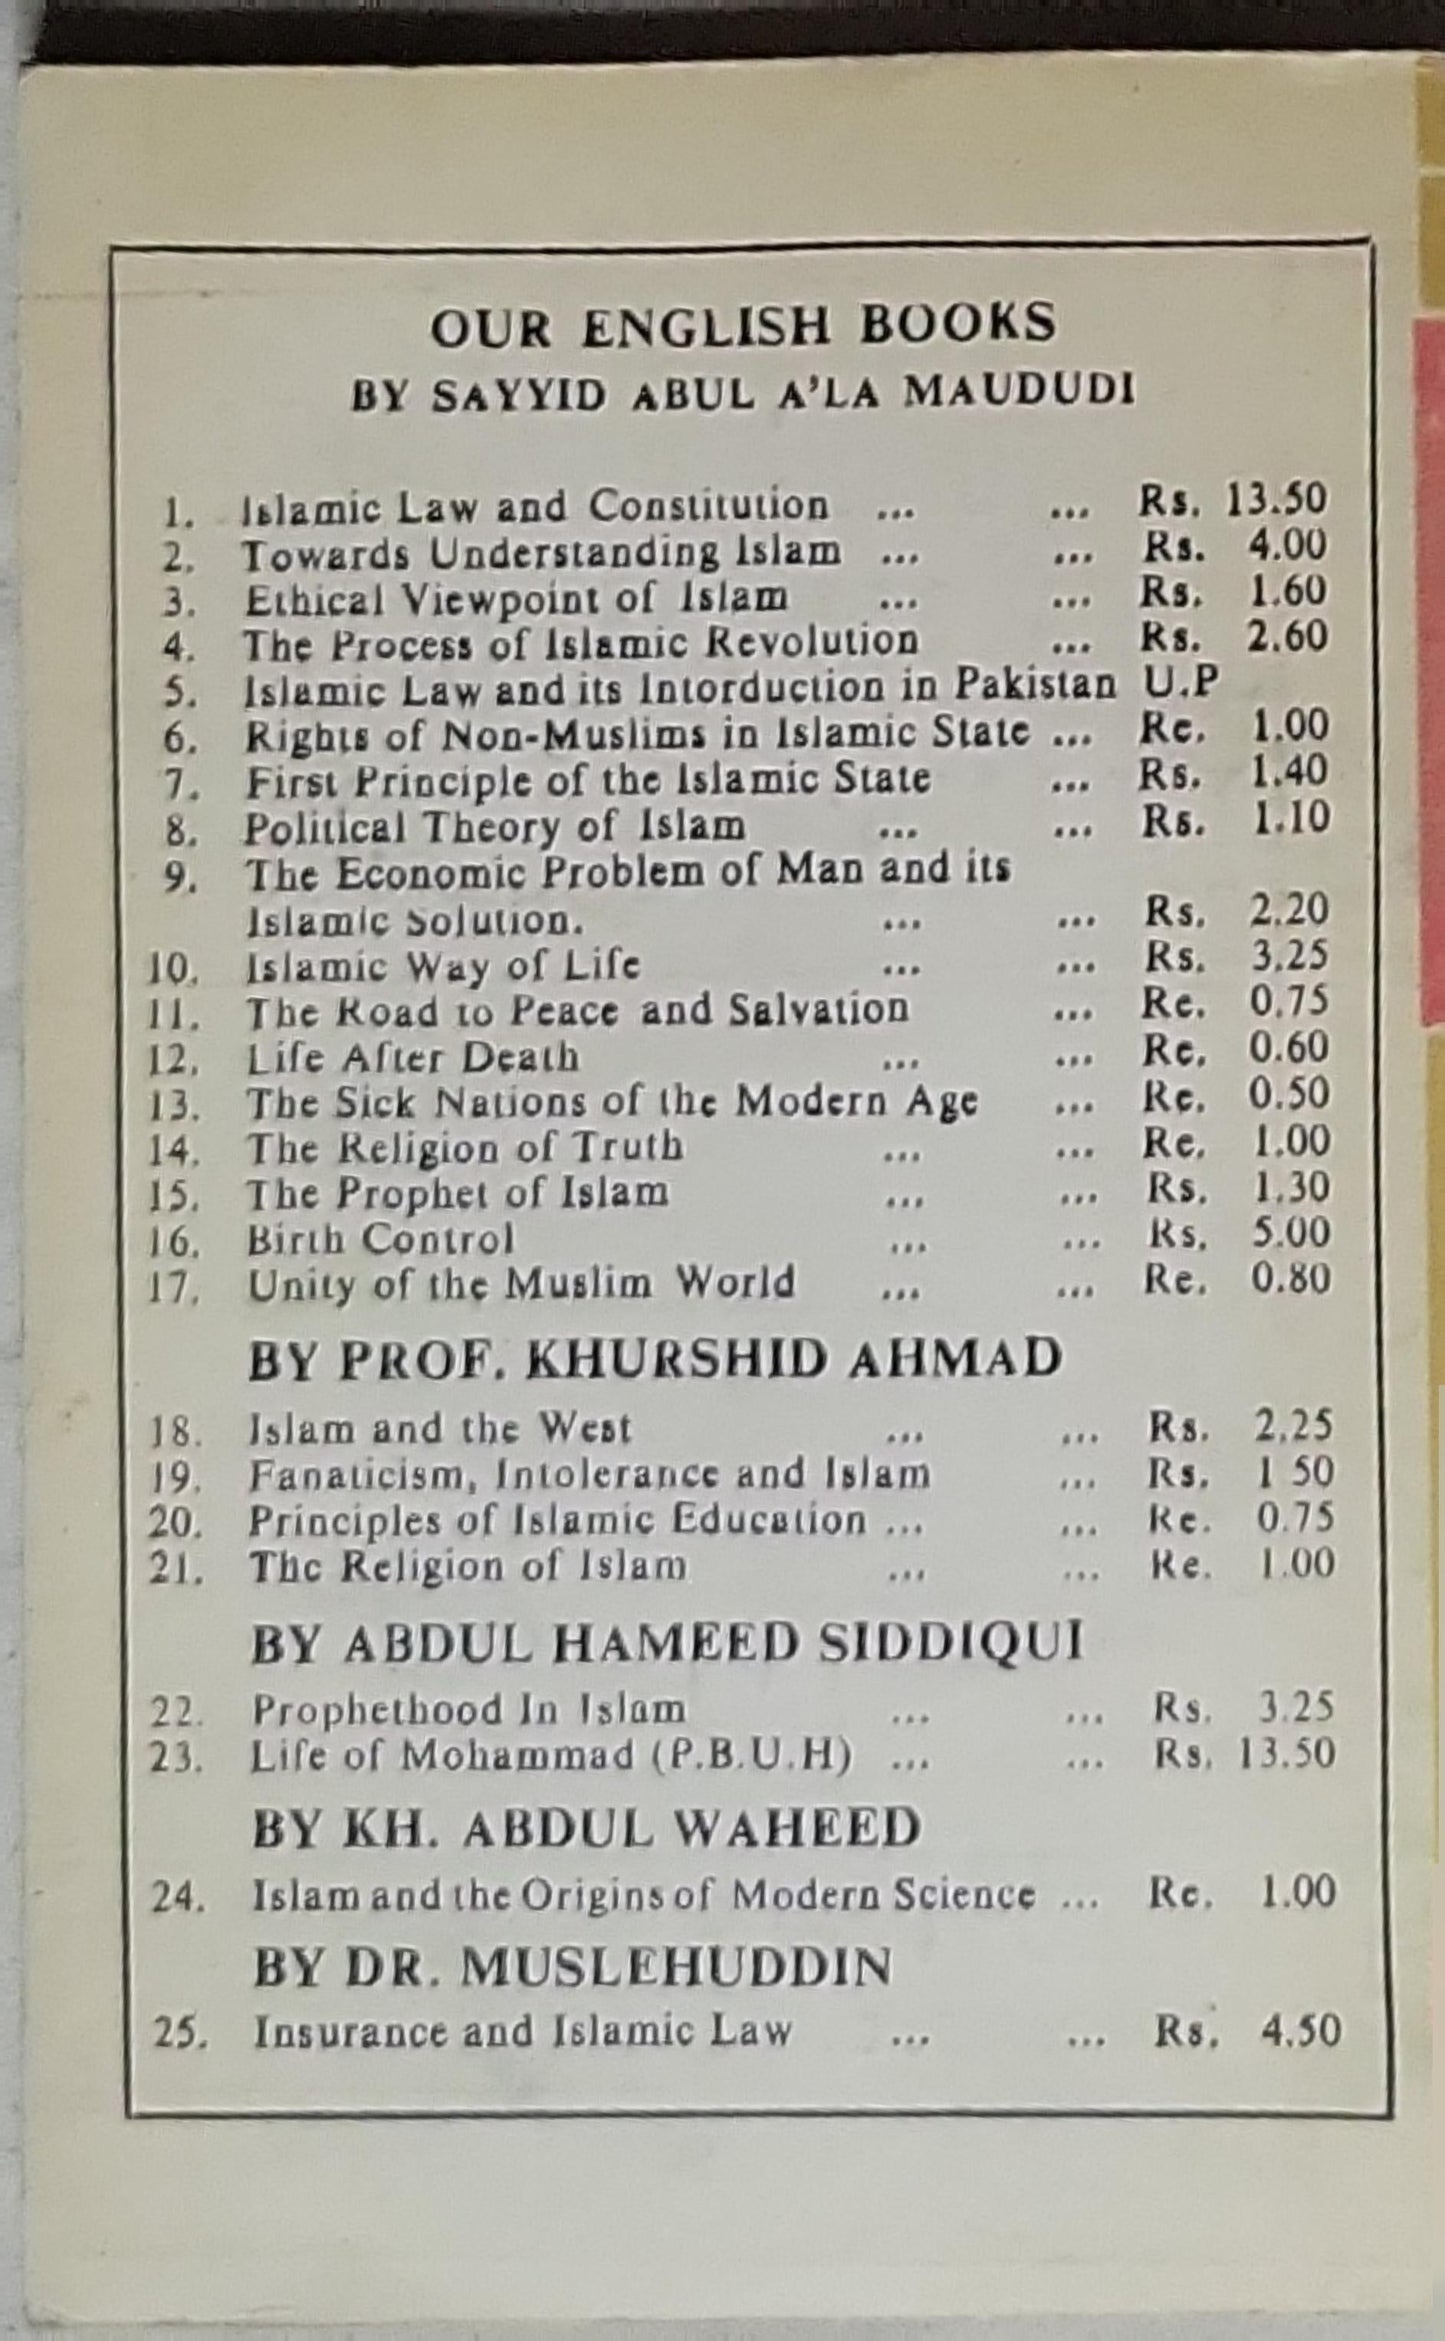 OUR ENGLISH BOOKS
BY SAYYID ABUL A'LA MAUDUDI
1. Islamic Law and Constitution ... ... Rs. 13.50
2. Towards Understanding Islam ... ... Rs. 4.00
3. Ethical Viewpoint of Islam ... ... Rs. 1.60
4. The Process of Islamic Revolution ... Rs. 2.60
5. Islamic Law and its Intorduction in Pakistan U.P
6. Rights of Non-Muslims in Islamic State ... Re. 1.00
7. First Principle of the Islamic State ... Rs. 1.40
8. Political Theory of Islam ... ... Rs. 1.10
9. The Economic Problem of Man and its
Islamic Solution. ... ... Rs. 2.20
10. Islamic Way of Life ... ... Rs. 3.25
11. The Road to Peace and Salvation ... Re. 0.75
12. Life After Death ... ... Re. 0.60
13. The Sick Nations of the Modern Age ... Re. 0.50
14. The Religion of Truth ... ... Re. 1.00
15. The Prophet of Islam ... ... Rs. 1.30
16. Birth Control ... ... Rs. 5.00
17. Unity of the Muslim World ... ... Re. 0.80
BY PROF. KHURSHID AHMAD
18. Islam and the West ... ... Rs. 2.25
19. Fanaticism, Intolerance and Islam ... Rs. 1 50
20. Principles of Islamic Education ... ... Re. 0.75
21. The Religion of Islam ... ... Re. 1.00
BY ABDUL HAMEED SIDDIQUI
22. Prophethood In Islam ... ... Rs. 3.25
23. Life of Mohammad (P.B.U.H) ... ... Rs. 13.50
BY KH. ABDUL WAHEED
24. Islam and the Origins of Modern Science ... Re. 1.00
BY DR. MUSLEHUDDIN
25. Insurance and Islamic Law ... ... Rs. 4.50